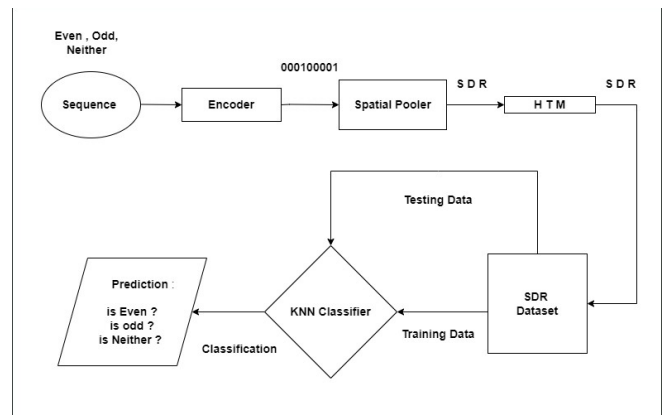 Even , Odd,
Neither
Sequence
Encoder
000100001
Spatial Pooler
S D R
H T M
S D R
Testing Data
SDR
Dataset
Training Data
KNN Classifier
Classification
Prediction :
is Even ?
is odd ?
is Neither ?